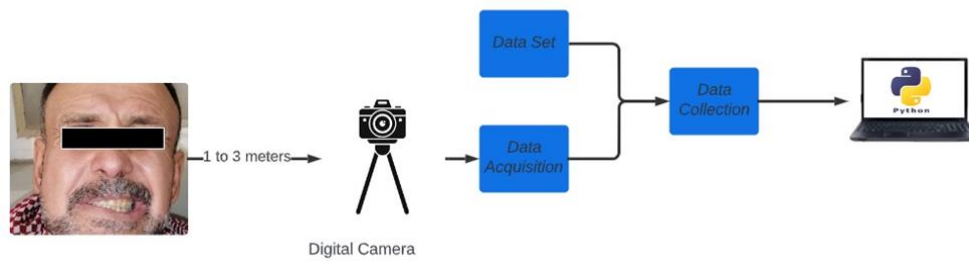 Data Set
1 to 3 meters
Data
Acquisition
Data
Collection
Python
Digital Camera